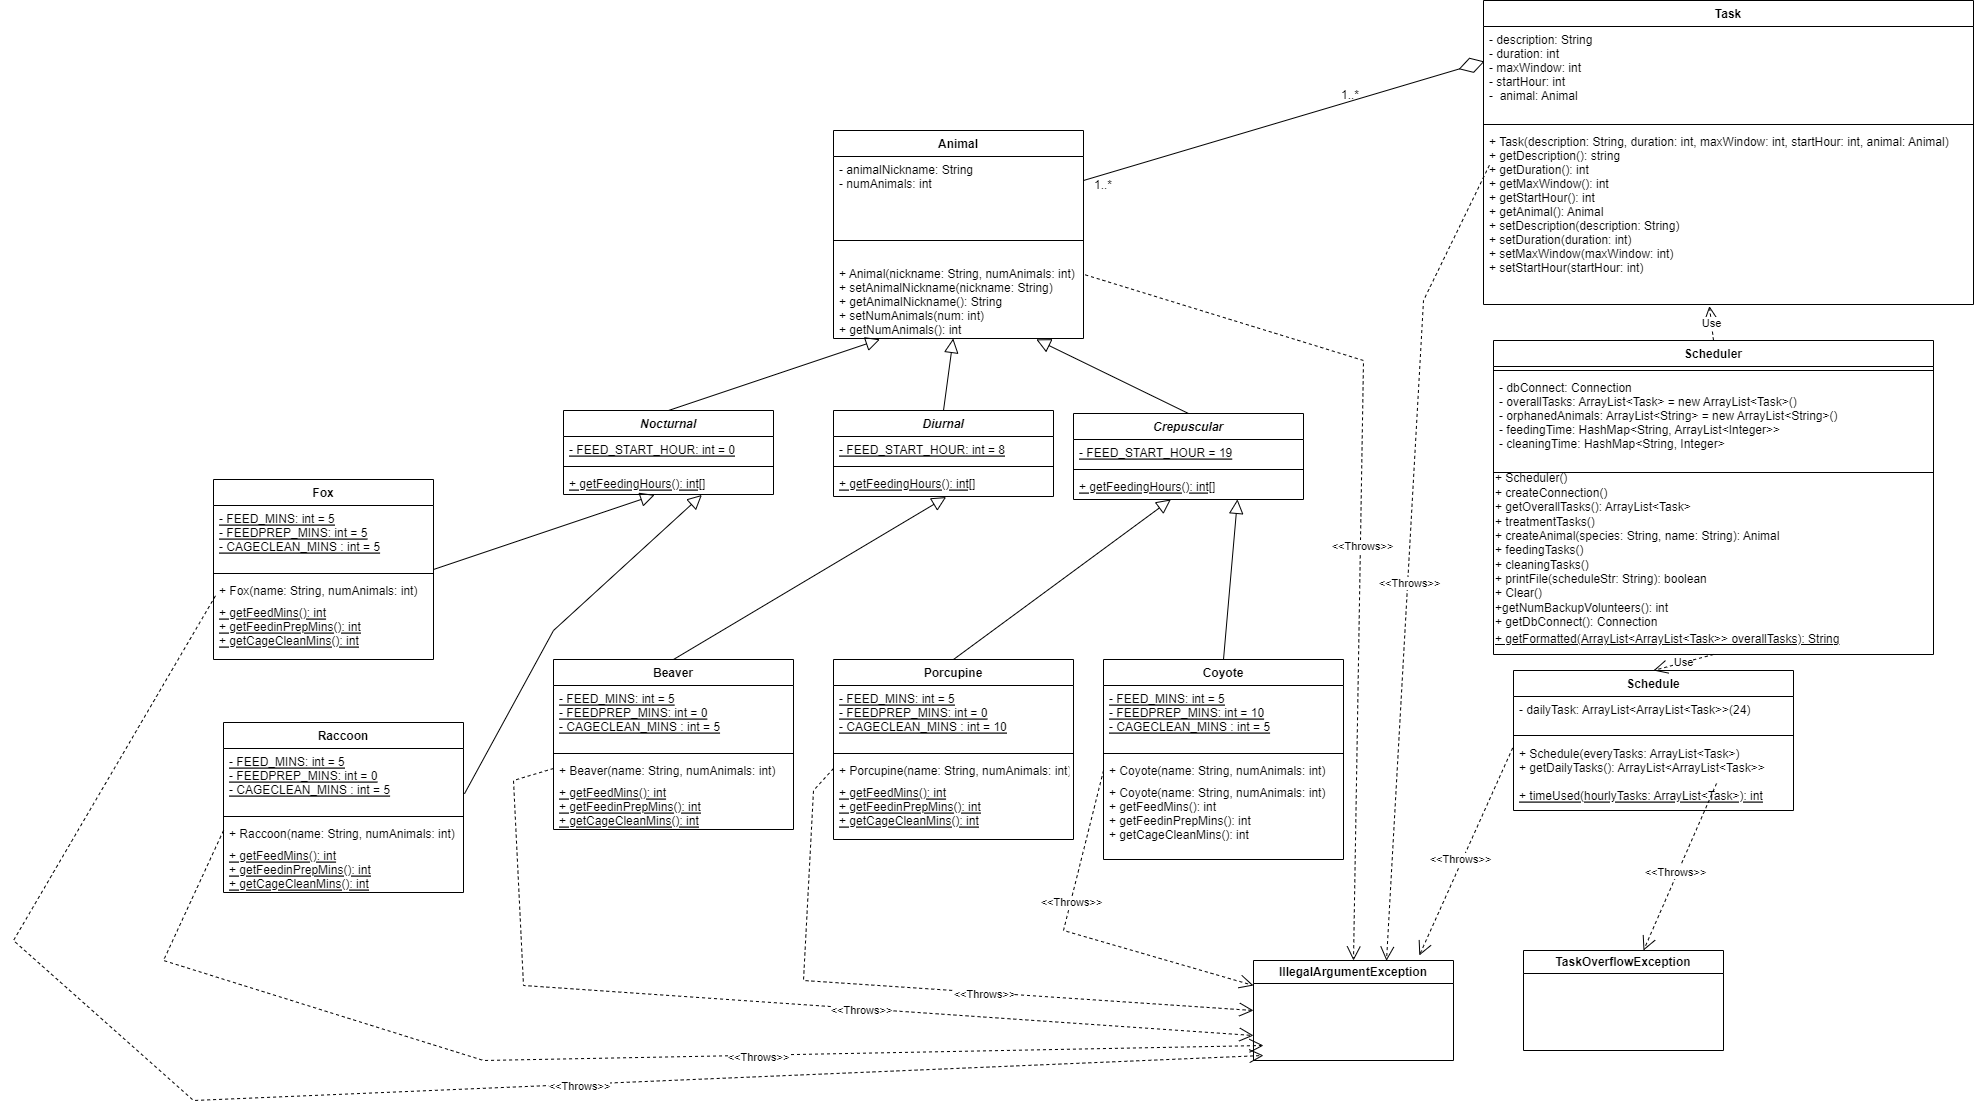 Task
- description: String
- duration: int
- maxWindow: int
- startHour: int
-  animal: Animal
+ Task(description: String, duration: int, maxWindow: int, startHour: int, animal: Animal)
+ getDescription(): string
+ getDuration(): int
+ getMaxWindow(): int
+ getStartHour(): int
+ getAnimal(): Animal
+ setDescription(description: String)
+ setDuration(duration: int)
+ setMaxWindow(maxWindow: int)
+ setStartHour(startHour: int)
1..*
1..*
Animal
- animalNickname: String
- numAnimals: int
+ Animal(nickname: String, numAnimals: int)
+ setAnimalNickname(nickname: String)
+ getAnimalNickname(): String
+ setNumAnimals(num: int)
+ getNumAnimals(): int
Use
Scheduler
- dbConnect: Connection
- overallTasks: ArrayList<Task> = new ArrayList<Task>()
- orphanedAnimals: ArrayList<String> = new ArrayList<String>()
- feedingTime: HashMap<String, ArrayList<Integer>>
- cleaningTime: HashMap<String, Integer>
+ Scheduler()
+ createConnection()
+ getOverallTasks(): ArrayList<Task>
+ treatmentTasks()
+ createAnimal(species: String, name: String): Animal
+ feedingTasks()
+ cleaningTasks()
+ printFile(scheduleStr: String): boolean
+ Clear()
+getNumBackupVolunteers(): int
+ getDbConnect(): Connection
+ getFormatted(ArrayList<ArrayList<Task>> overallTasks): String
Nocturnal
- FEED_START_HOUR: int = 0
+ getFeedingHours(): int[]
Diurnal
- FEED_START_HOUR: int = 8
+ getFeedingHours(): int[]
Crepuscular
- FEED_START_HOUR = 19
+ getFeedingHours(): int[]
Fox
- FEED_MINS: int = 5
- FEEDPREP_MINS: int = 5
- CAGECLEAN_MINS : int = 5
+ Fox(name: String, numAnimals: int)
+ getFeedMins(): int
+ getFeedinPrepMins(): int
+ getCageCleanMins(): int
<<Throws>>
<<Throws>>
Use
Beaver
- FEED_MINS: int = 5
- FEEDPREP_MINS: int = 0
- CAGECLEAN_MINS : int = 5
+ Beaver(name: String, numAnimals: int)
+ getFeedMins(): int
+ getFeedinPrepMins(): int
+ getCageCleanMins(): int
Porcupine
- FEED_MINS: int = 5
- FEEDPREP_MINS: int = 0
- CAGECLEAN_MINS : int = 10
+ Porcupine(name: String, numAnimals: int)
+ getFeedMins(): int
+ getFeedinPrepMins(): int
+ getCageCleanMins(): int
Coyote
- FEED_MINS: int = 5
- FEEDPREP_MINS: int = 10
- CAGECLEAN_MINS : int = 5
+ Coyote(name: String, numAnimals: int)
+ Coyote(name: String, numAnimals: int)
+ getFeedMins(): int
+ getFeedinPrepMins(): int
+ getCageCleanMins(): int
Schedule
- dailyTask: ArrayList<ArrayList<Task>>(24)
+ Schedule(everyTasks: ArrayList<Task>)
+ getDailyTasks(): ArrayList<ArrayList<Task>>
+ timeUsed(hourlyTasks: ArrayList<Task>): int
Raccoon
- FEED_MINS: int = 5
- FEEDPREP_MINS: int = 0
- CAGECLEAN_MINS : int = 5
+ Raccoon(name: String, numAnimals: int)
+ getFeedMins(): int
+ getFeedinPrepMins(): int
+ getCageCleanMins(): int
<<Throws>>
<<Throws>>
<<Throws>>
IllegalArgumentException
TaskOverflowException
<<Throws>>
<<Throws>>
<<Throws>>
<<Throws>>